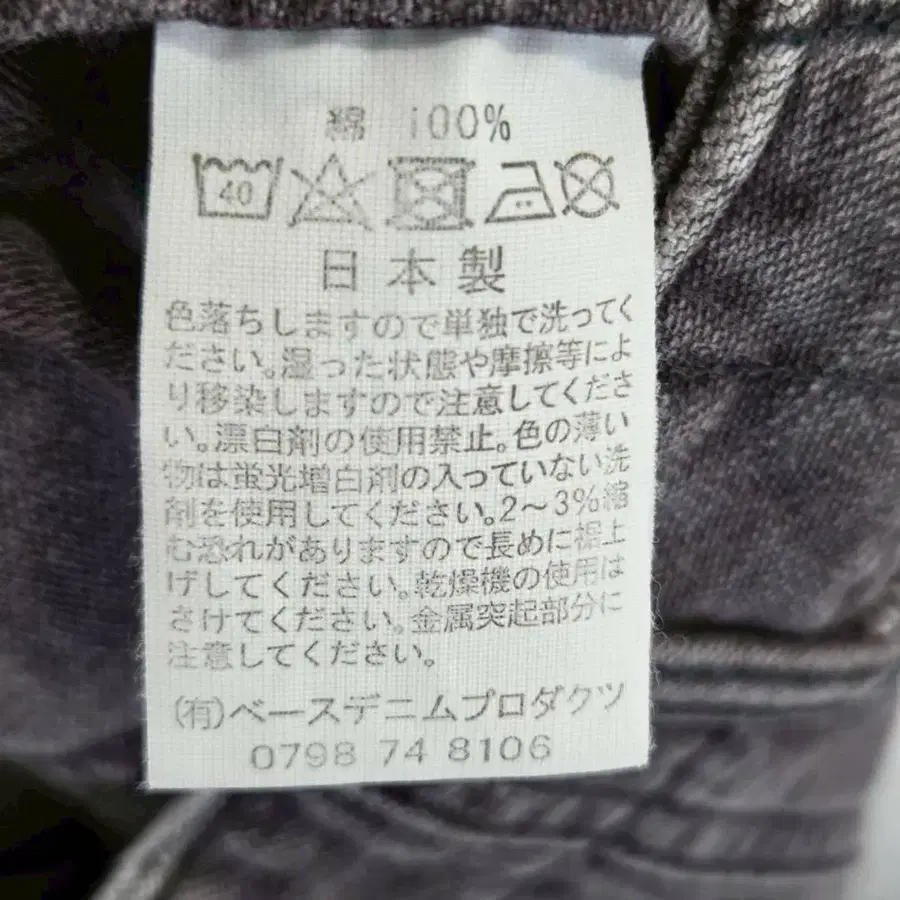 綿 100%
40
日本製
色落ちしますので単独で洗ってく
ださい。湿った状態や摩擦等によ
り移染しますので注意してくださ
い。漂白剤の使用禁止。色の薄い
物は蛍光増白剤の入っていない洗
剤を使用してください。2～3%縮
む恐れがありますので長めに裾上
げしてください。乾燥機の使用は
さけてください。金属突起部分に
注意してください。
(有)ベースデニムプロダクツ
0798 74 8106